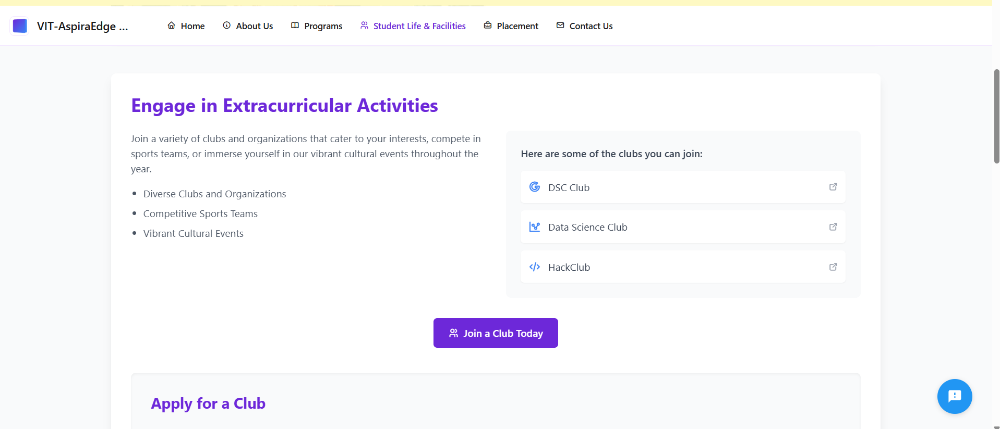 VIT-AspiraEdge ...
Home
About Us
Programs
Student Life & Facilities
Placement
Contact Us
Engage in Extracurricular Activities
Join a variety of clubs and organizations that cater to your interests, compete in
sports teams, or immerse yourself in our vibrant cultural events throughout the
year.
• Diverse Clubs and Organizations
• Competitive Sports Teams
• Vibrant Cultural Events
Here are some of the clubs you can join:
DSC Club
Data Science Club
HackClub
Join a Club Today
Apply for a Club